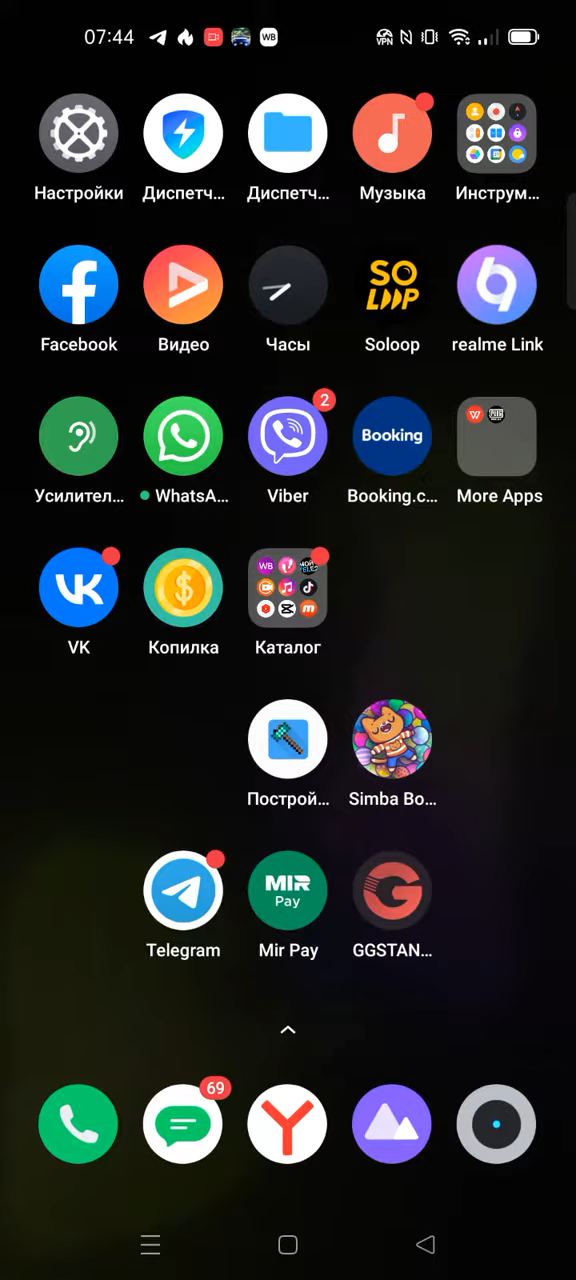 07:44 WB VPN
Настройки Диспетч... Диспетч... Музыка Инструм...
SO
LOOP
Facebook Видео Часы Soloop realme Link
2
Booking
Усилител... WhatsA... Viber Booking.c... More Apps
WB
VK Копилка Каталог
Построй... Simba Bo...
MIR
Pay
Telegram Mir Pay GGSTAN...
69